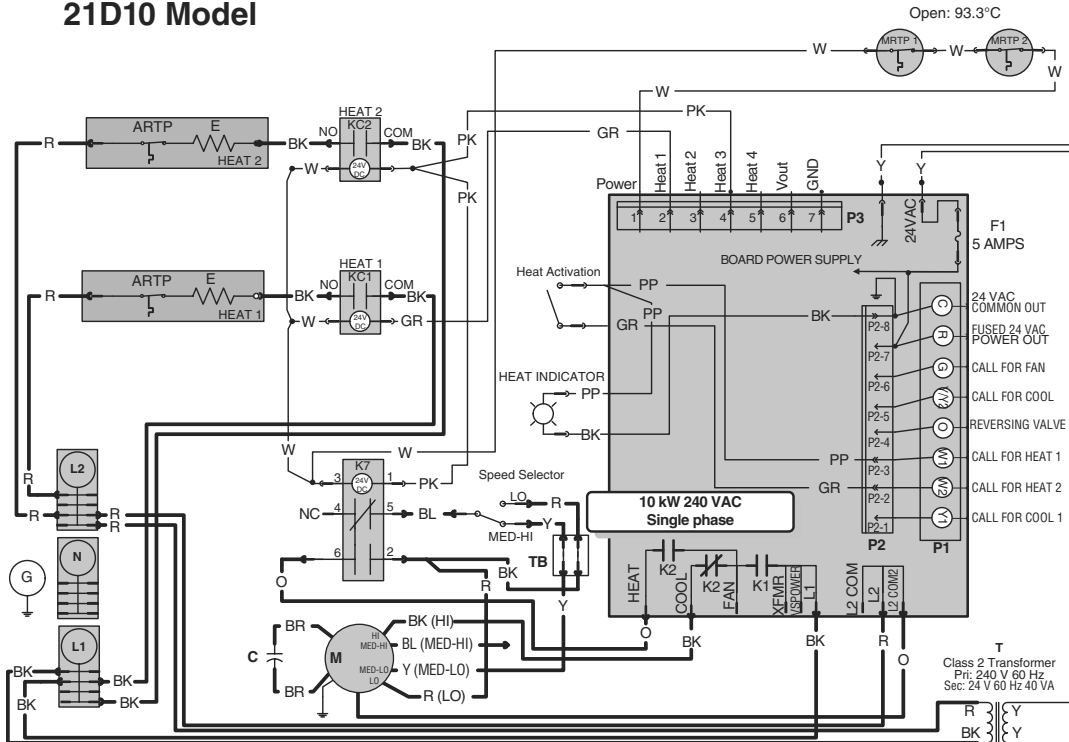 21D10 Model
Open: 93.3°C
MRTP 1
W
MRTP 2
W
W
W
PK
GR
HEAT 2
KC2
NO
COM
ARTP
E
HEAT 2
R
BK
BK
24V
DC
W
PK
PK
Power
Heat 1
Heat 2
Heat 3
Heat 4
Vout
GND
1
2
3
4
5
6
7
P3
Y
Y
24VAC
F1
5 AMPS
BOARD POWER SUPPLY
HEAT 1
KC1
NO
COM
ARTP
E
HEAT 1
R
BK
BK
24V
DC
W
GR
Heat Activation
PP
PP
GR
BK
HEAT INDICATOR
PP
BK
P2-8
P2-7
P2-6
P2-5
P2-4
P2-3
P2-2
P2-1
P2
C
R
G
Y/Y2
O
W1
W2
Y1
P1
24 VAC
COMMON OUT
FUSED 24 VAC
POWER OUT
CALL FOR FAN
CALL FOR COOL
REVERSING VALVE
CALL FOR HEAT 1
CALL FOR HEAT 2
CALL FOR COOL 1
PP
GR
W
W
K7
3
24V
DC
1
PK
NC
4
5
BL
6
2
Speed Selector
LO
R
MED-HI
Y
TB
10 kW 240 VAC
Single phase
R
L2
R
R
R
N
G
L1
BK
BK
BK
BK
O
BK
R
Y
K2
K2
K1
HEAT
COOL
FAN
XFMR
VSPOWER
L1
L2 COM
L2
L2 COM2
O
BK
BK
R
O
C
BR
BR
M
HI
MED-HI
MED-LO
LO
BK (HI)
BL (MED-HI)
Y (MED-LO)
R (LO)
T
Class 2 Transformer
Pri: 240 V 60 Hz
Sec: 24 V 60 Hz 40 VA
R
Y
BK
Y